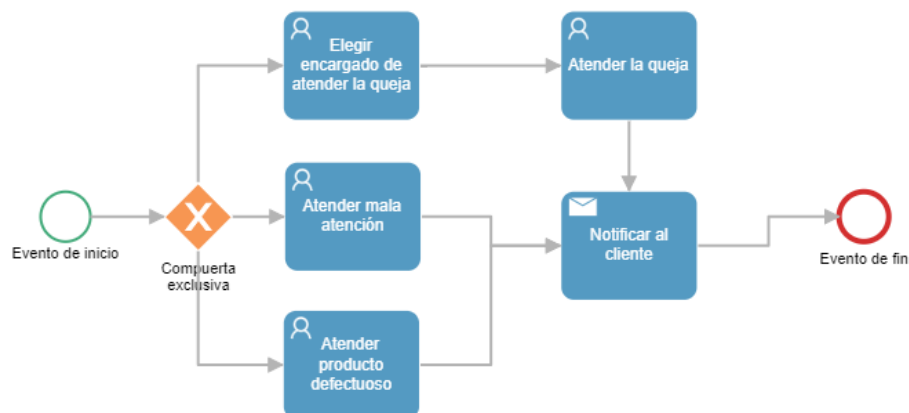 Elegir
encargado de
atender la queja
Atender la queja
Evento de inicio
X
Compuerta
exclusiva
Atender mala
atención
Notificar al
cliente
Evento de fin
Atender
producto
defectuoso